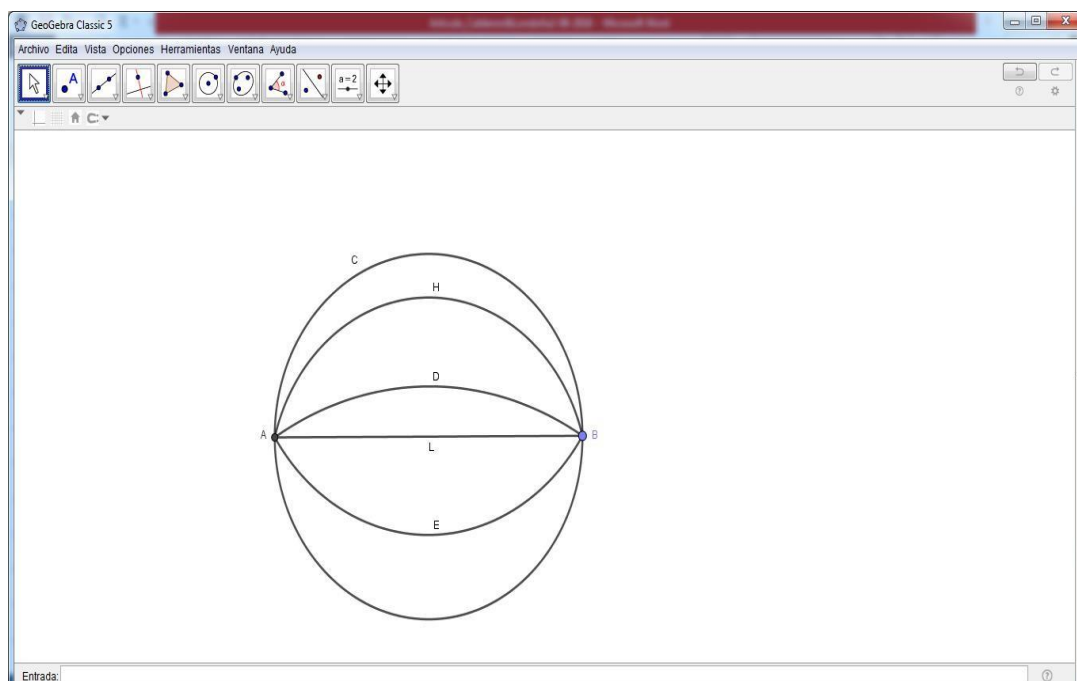 GeoGebra Classic 5
Archivo Edita Vista Opciones Herramientas Ventana Ayuda
A
α
a=2
C
H
D
A
B
L
E
Entrada: